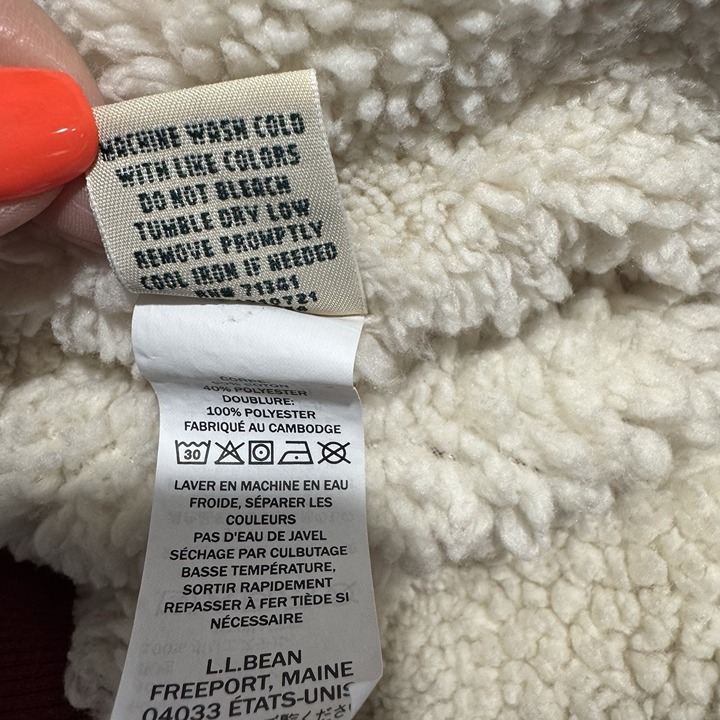 MACHINE WASH COLD
WITH LIKE COLORS
DO NOT BLEACH
TUMBLE DRY LOW
REMOVE PROMPTLY
COOL IRON IF NEEDED
RN# 71341
40% POLYESTER
DOUBLURE:
100% POLYESTER
FABRIQUÉ AU CAMBODGE
30
LAVER EN MACHINE EN EAU
FROIDE, SÉPARER LES
COULEURS
PAS D'EAU DE JAVEL
SÉCHAGE PAR CULBUTAGE
BASSE TEMPÉRATURE,
SORTIR RAPIDEMENT
REPASSER À FER TIÈDE SI
NÉCESSAIRE
L.L.BEAN
FREEPORT, MAINE
04033 ÉTATS-UNIS